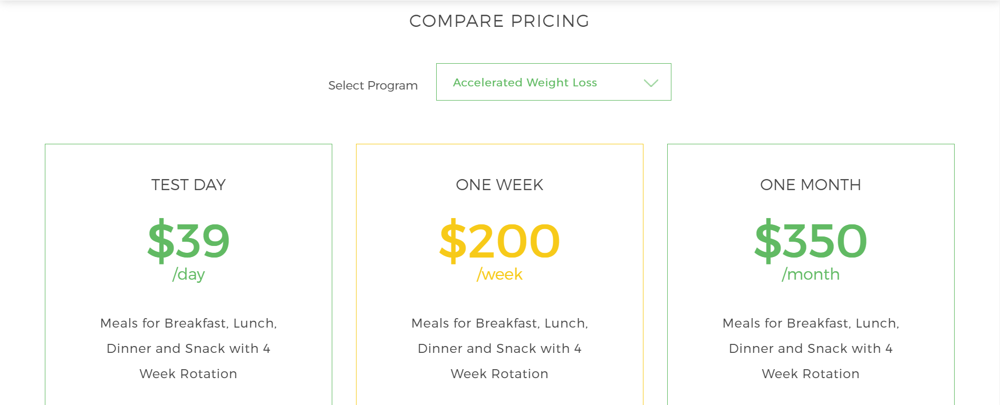 COMPARE PRICING
Select Program
Accelerated Weight Loss
TEST DAY
$39
/day
Meals for Breakfast, Lunch,
Dinner and Snack with 4
Week Rotation
ONE WEEK
$200
/week
Meals for Breakfast, Lunch,
Dinner and Snack with 4
Week Rotation
ONE MONTH
$350
/month
Meals for Breakfast, Lunch,
Dinner and Snack with 4
Week Rotation